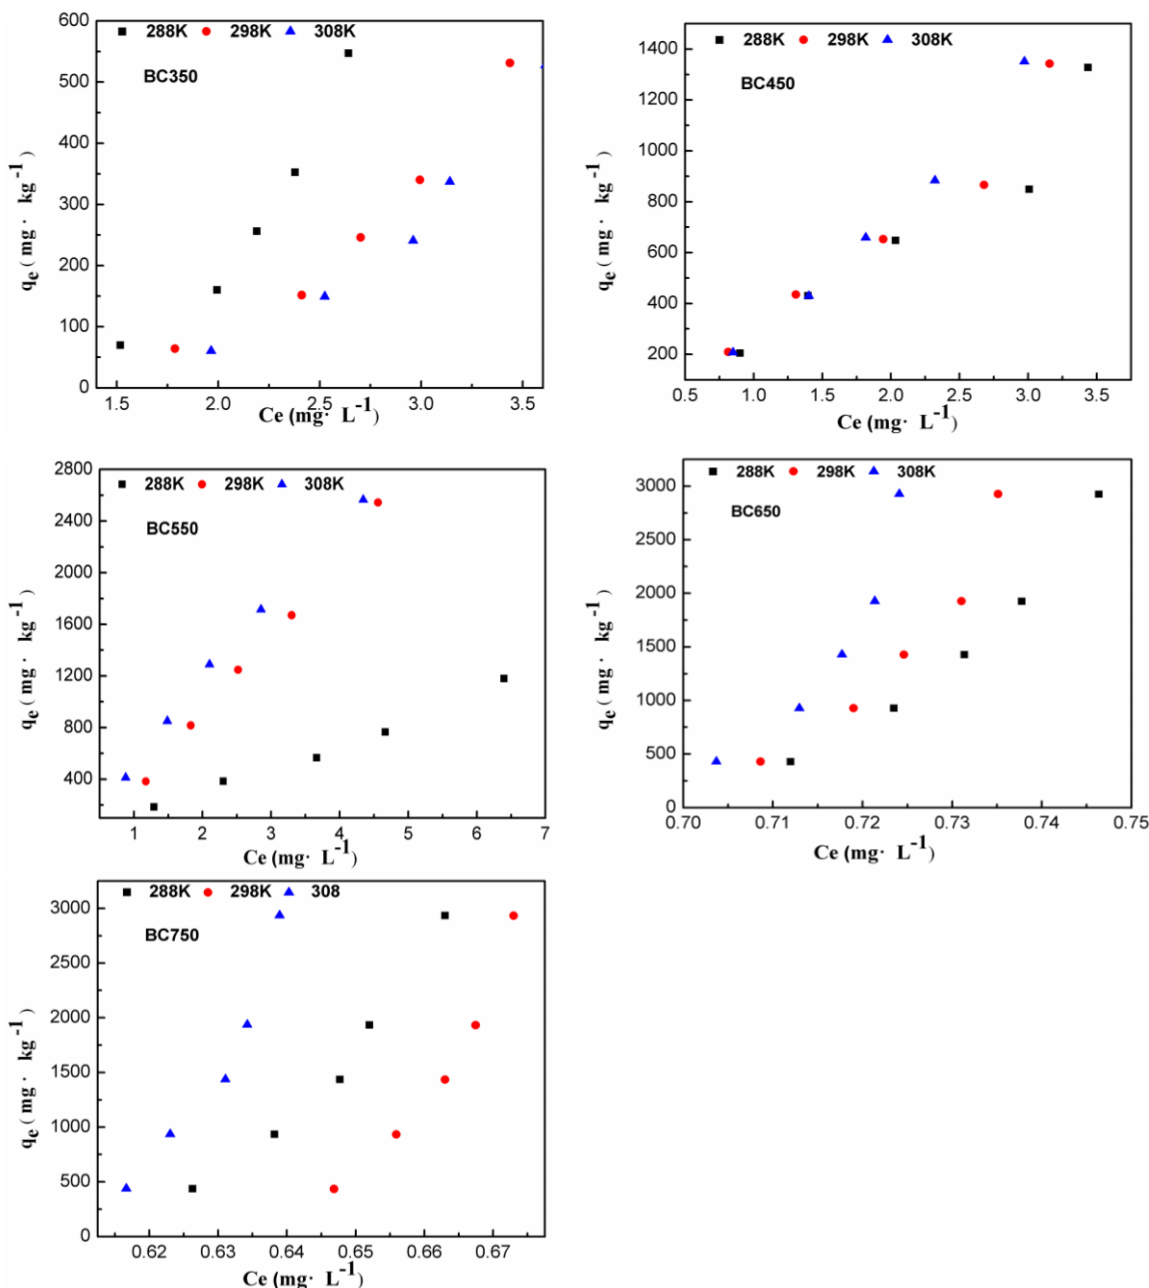 288K 298K 308K
BC350
600
500
400
300
200
100
0
qe ( mg· kg-1)
1.5 2.0 2.5 3.0 3.5
Ce (mg· L-1)
288K 298K 308K
BC450
1400
1200
1000
800
600
400
200
qe ( mg· kg-1)
0.5 1.0 1.5 2.0 2.5 3.0 3.5
Ce (mg· L-1)
288K 298K 308K
BC550
2800
2400
2000
1600
1200
800
400
qe ( mg· kg-1)
1 2 3 4 5 6 7
Ce (mg· L-1)
288K 298K 308K
BC650
3000
2500
2000
1500
1000
500
0
qe ( mg· kg-1)
0.70 0.71 0.72 0.73 0.74 0.75
Ce (mg· L-1)
288K 298K 308
BC750
3000
2500
2000
1500
1000
500
0
qe ( mg· kg-1)
0.62 0.63 0.64 0.65 0.66 0.67
Ce (mg· L-1)